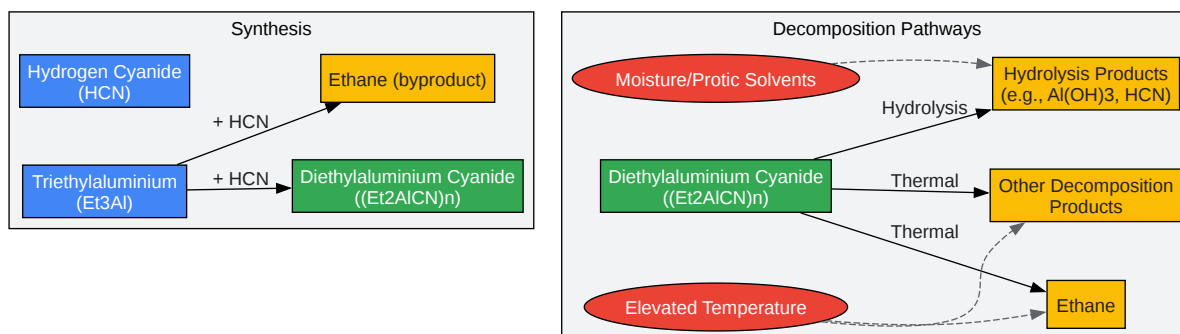 Synthesis
Hydrogen Cyanide
(HCN)
Ethane (byproduct)
+ HCN
Triethylaluminium
(Et3Al)
+ HCN
Diethylaluminium Cyanide
((Et2AlCN)n)
Decomposition Pathways
Moisture/Protic Solvents
Hydrolysis Products
(e.g., Al(OH)3, HCN)
Hydrolysis
Diethylaluminium Cyanide
((Et2AlCN)n)
Thermal
Other Decomposition
Products
Thermal
Elevated Temperature
Ethane